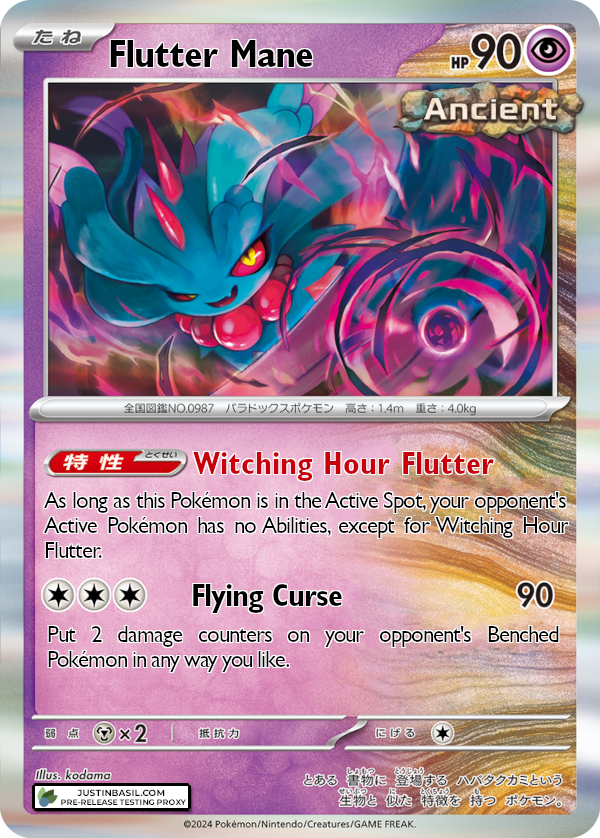 たね
Flutter Mane
HP 90
Ancient
全国図鑑NO.0987 パラドックスポケモン 高さ：1.4m 重さ：4.0kg
特性 とくせい Witching Hour Flutter
As long as this Pokémon is in the Active Spot, your opponent's
Active Pokémon has no Abilities, except for Witching Hour
Flutter.
Flying Curse 90
Put 2 damage counters on your opponent's Benched
Pokémon in any way you like.
弱点 ×2 抵抗力 にげる
Illus. kodama
JUSTINBASIL.COM
PRE-RELEASE TESTING PROXY
とある 書物に 登場する ハバタクカミという
生物と 似た 特徴を 持つ ポケモン。
©2024 Pokémon/Nintendo/Creatures/GAME FREAK.